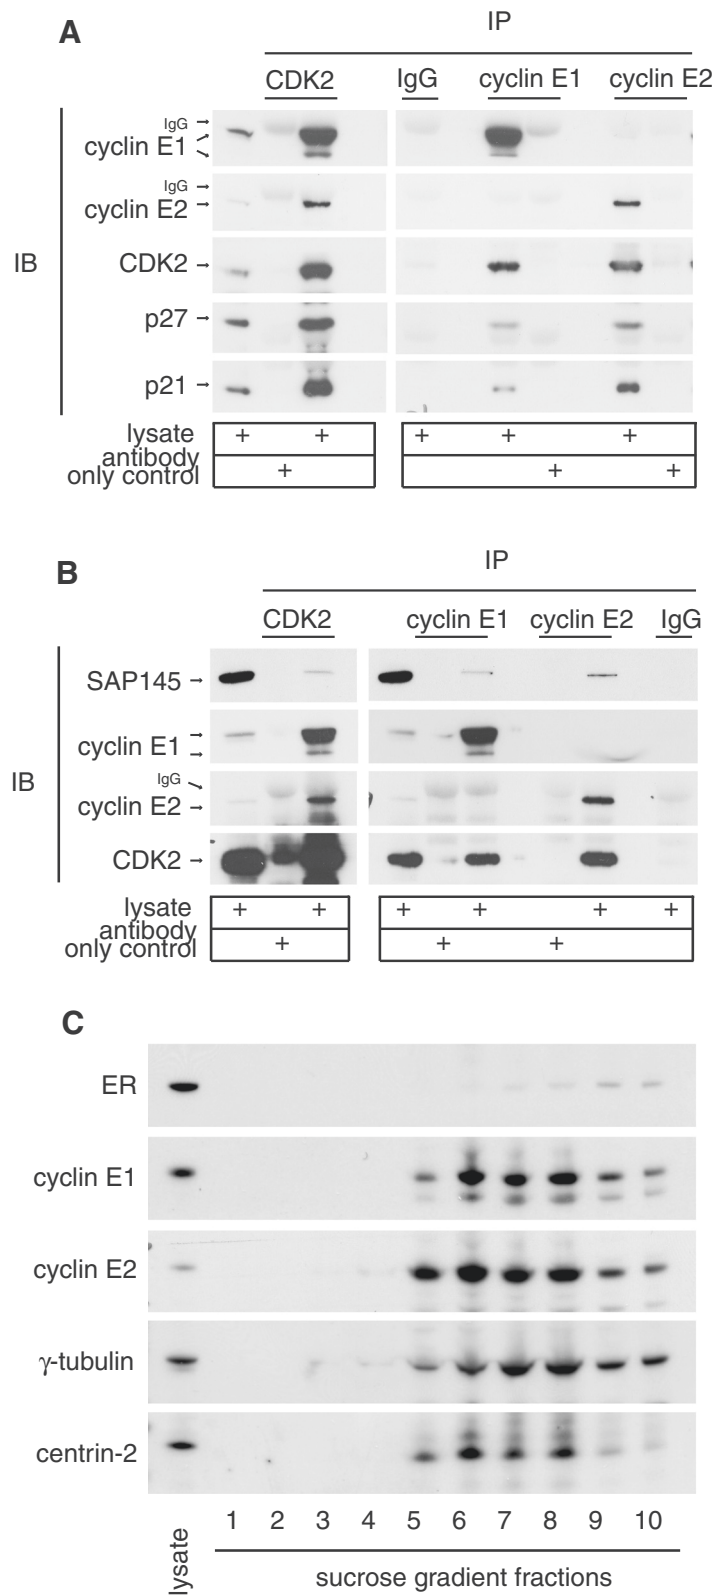 A
IP
CDK2 IgG cyclin E1 cyclin E2
IgG
cyclin E1
IgG
cyclin E2
IB
CDK2
p27
p21
lysate + + + + +
antibody
only control + + +
B
IP
CDK2 cyclin E1 cyclin E2 IgG
SAP145
cyclin E1
IB
IgG
cyclin E2
CDK2
lysate + + + + + +
antibody
only control + + +
C
ER
cyclin E1
cyclin E2
γ-tubulin
centrin-2
lysate
1 2 3 4 5 6 7 8 9 10
sucrose gradient fractions